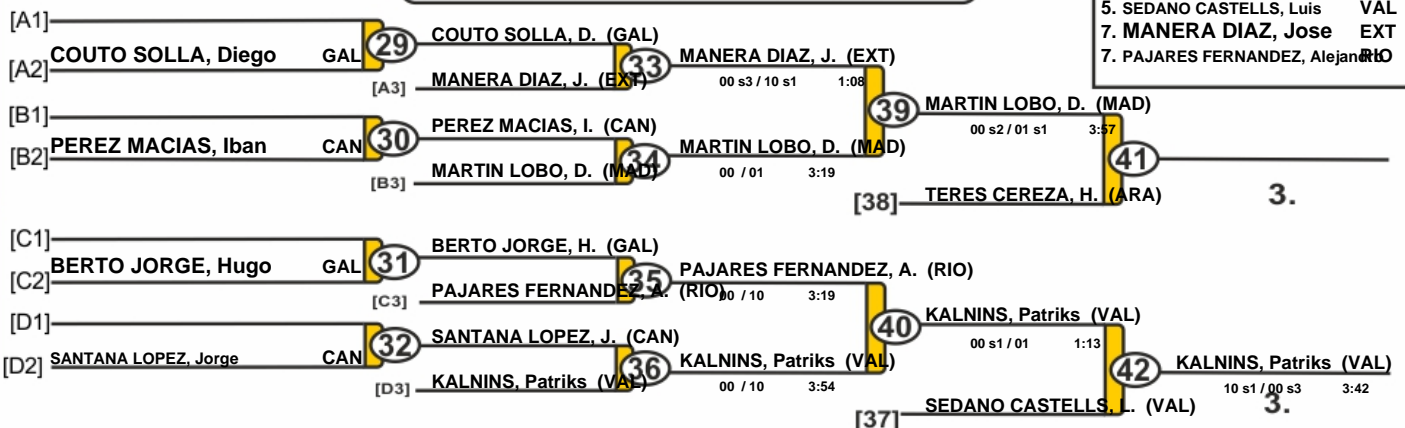 5. SEDANO CASTELLS, Luis VAL
7. MANERA DIAZ, Jose EXT
7. PAJARES FERNANDEZ, Alejandro RIO
[A1]
[A2] COUTO SOLLA, Diego GAL
29
COUTO SOLLA, D. (GAL)
[A3] MANERA DIAZ, J. (EXT)
33
MANERA DIAZ, J. (EXT)
00 s3 / 10 s1 1:08
[B1]
[B2] PEREZ MACIAS, Iban CAN
30
PEREZ MACIAS, I. (CAN)
[B3] MARTIN LOBO, D. (MAD)
34
MARTIN LOBO, D. (MAD)
00 / 01 3:19
39
MARTIN LOBO, D. (MAD)
00 s2 / 01 s1 3:57
[38] TERES CEREZA, H. (ARA)
41
3.
[C1]
[C2] BERTO JORGE, Hugo GAL
31
BERTO JORGE, H. (GAL)
[C3] PAJARES FERNANDEZ, A. (RIO)
35
PAJARES FERNANDEZ, A. (RIO)
00 / 10 3:19
[D1]
[D2] SANTANA LOPEZ, Jorge CAN
32
SANTANA LOPEZ, J. (CAN)
[D3] KALNINS, Patriks (VAL)
36
KALNINS, Patriks (VAL)
00 / 10 3:54
40
KALNINS, Patriks (VAL)
00 s1 / 01 1:13
[37] SEDANO CASTELLS, L. (VAL)
42
KALNINS, Patriks (VAL)
10 s1 / 00 s3 3:42
3.